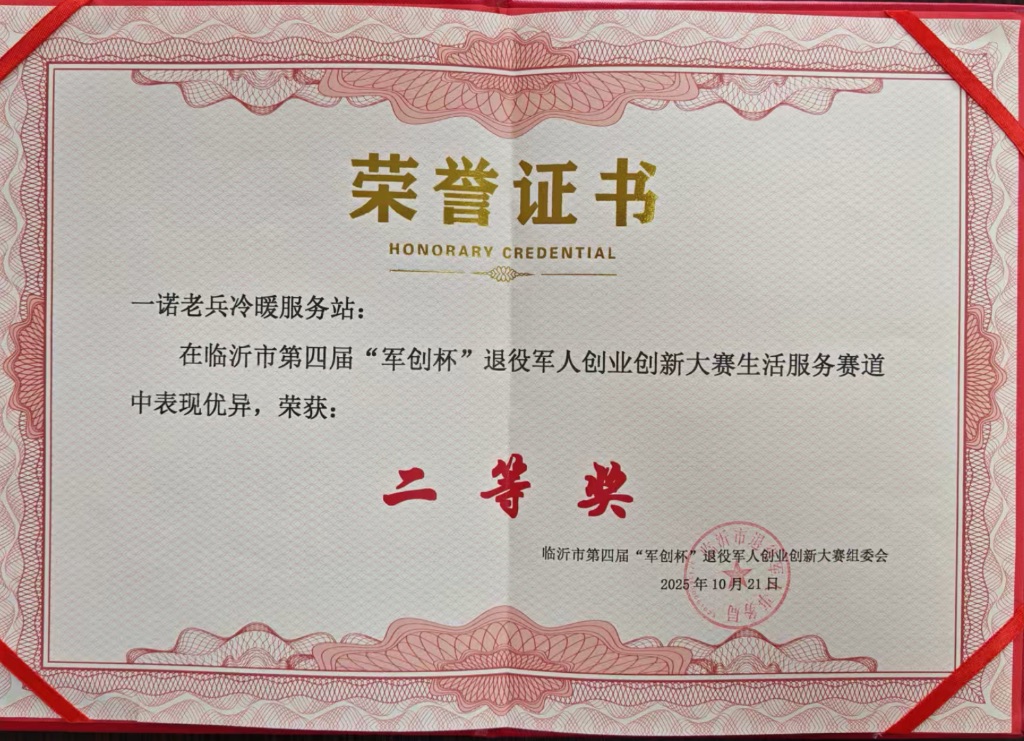 荣誉证书
HONORARY CREDENTIAL
一诺老兵冷暖服务站：
在临沂市第四届“军创杯”退役军人创业创新大赛生活服务赛道
中表现优异，荣获：
二等奖
临沂市第四届“军创杯”退役军人创业创新大赛组委会
2025年10月21日